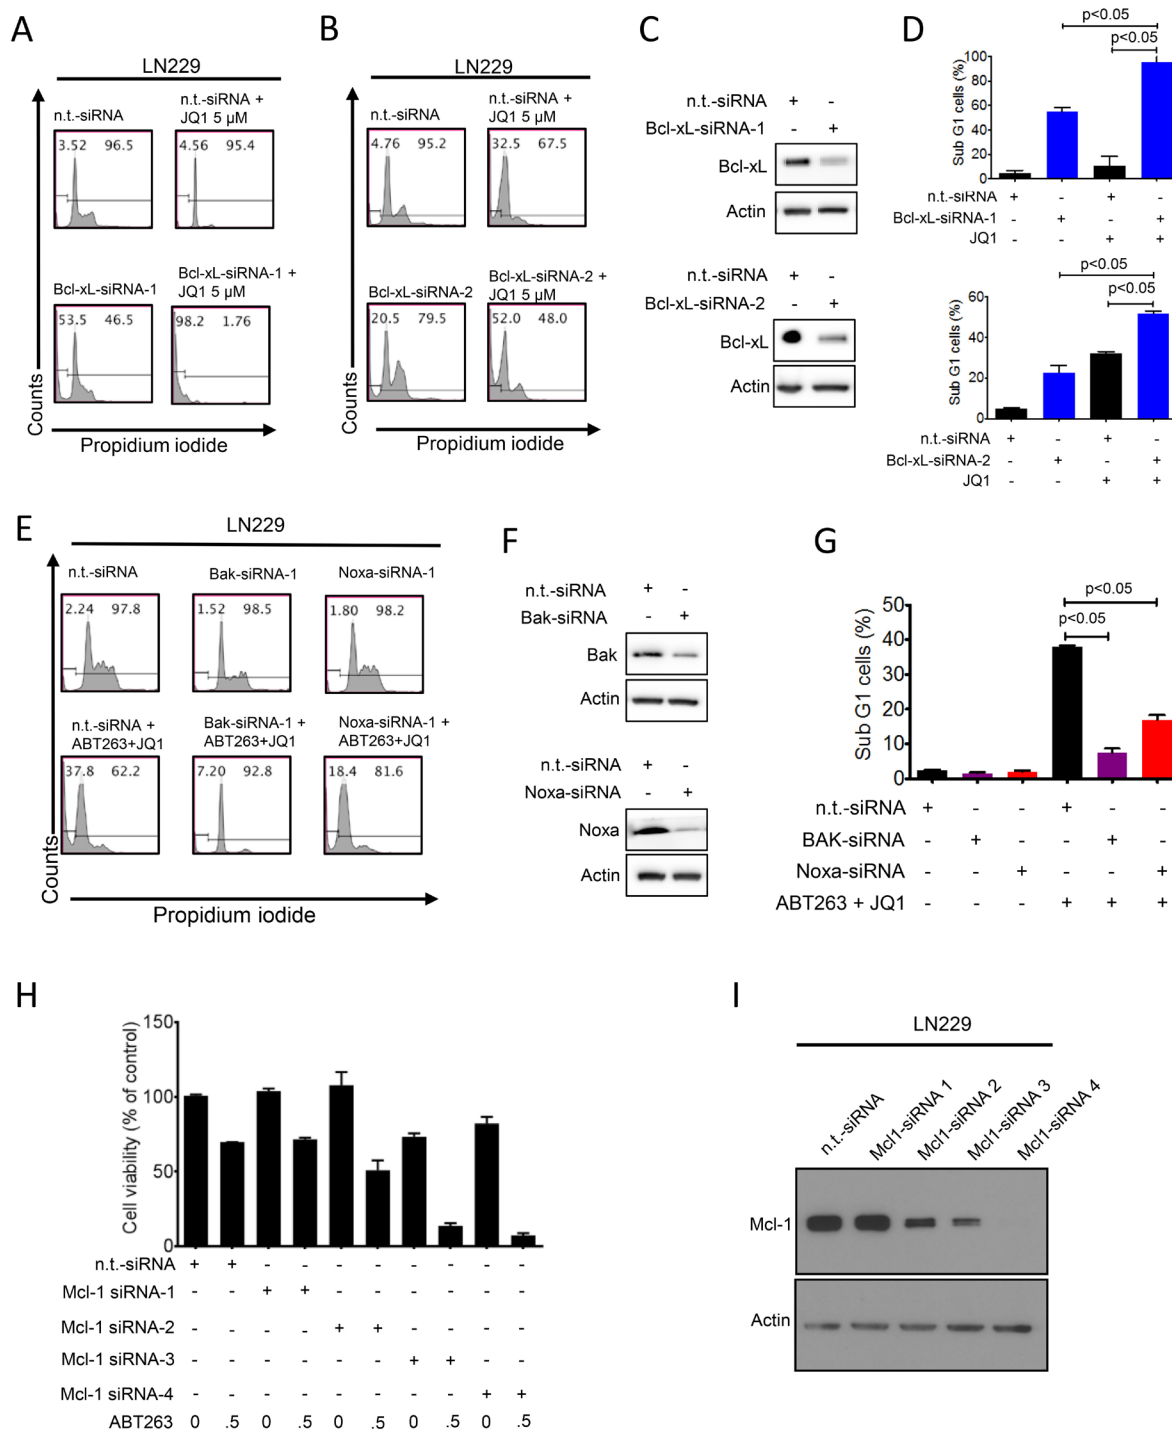 A
LN229
n.t.-siRNA
n.t.-siRNA +
JQ1 5 µM
3.52 96.5
4.56 95.4
Bcl-xL-siRNA-1
Bcl-xL-siRNA-1 +
JQ1 5 µM
53.5 46.5
98.2 1.76
Counts
Propidium iodide
B
LN229
n.t.-siRNA
n.t.-siRNA +
JQ1 5 µM
4.76 95.2
32.5 67.5
Bcl-xL-siRNA-2
Bcl-xL-siRNA-2 +
JQ1 5 µM
20.5 79.5
52.0 48.0
Counts
Propidium iodide
C
n.t.-siRNA + -
Bcl-xL-siRNA-1 - +
Bcl-xL
Actin
n.t.-siRNA + -
Bcl-xL-siRNA-2 - +
Bcl-xL
Actin
D
p<0.05
p<0.05
Sub G1 cells (%)
100
80
60
40
20
0
n.t.-siRNA + - + -
Bcl-xL-siRNA-1 - + - +
JQ1 - - + +
p<0.05
p<0.05
Sub G1 cells (%)
60
40
20
0
n.t.-siRNA + - + -
Bcl-xL-siRNA-2 - + - +
JQ1 - - + +
E
LN229
n.t.-siRNA
Bak-siRNA-1
Noxa-siRNA-1
2.24 97.8
1.52 98.5
1.80 98.2
n.t.-siRNA +
ABT263+JQ1
Bak-siRNA-1 +
ABT263+JQ1
Noxa-siRNA-1 +
ABT263+JQ1
37.8 62.2
7.20 92.8
18.4 81.6
Counts
Propidium iodide
F
n.t.-siRNA + -
Bak-siRNA - +
Bak
Actin
n.t.-siRNA + -
Noxa-siRNA - +
Noxa
Actin
G
p<0.05
p<0.05
Sub G1 cells (%)
50
40
30
20
10
0
n.t.-siRNA + - - + - -
BAK-siRNA - + - - + -
Noxa-siRNA - - + - - +
ABT263 + JQ1 - - - + + +
H
Cell viability (% of control)
150
100
50
0
n.t.-siRNA + + - - - - - - - -
Mcl-1 siRNA-1 - - + + - - - - - -
Mcl-1 siRNA-2 - - - - + + - - - -
Mcl-1 siRNA-3 - - - - - - + + - -
Mcl-1 siRNA-4 - - - - - - - - + +
ABT263 0 .5 0 .5 0 .5 0 .5 0 .5
I
LN229
n.t.-siRNA
Mcl1-siRNA 1
Mcl1-siRNA 2
Mcl1-siRNA 3
Mcl1-siRNA 4
Mcl-1
Actin